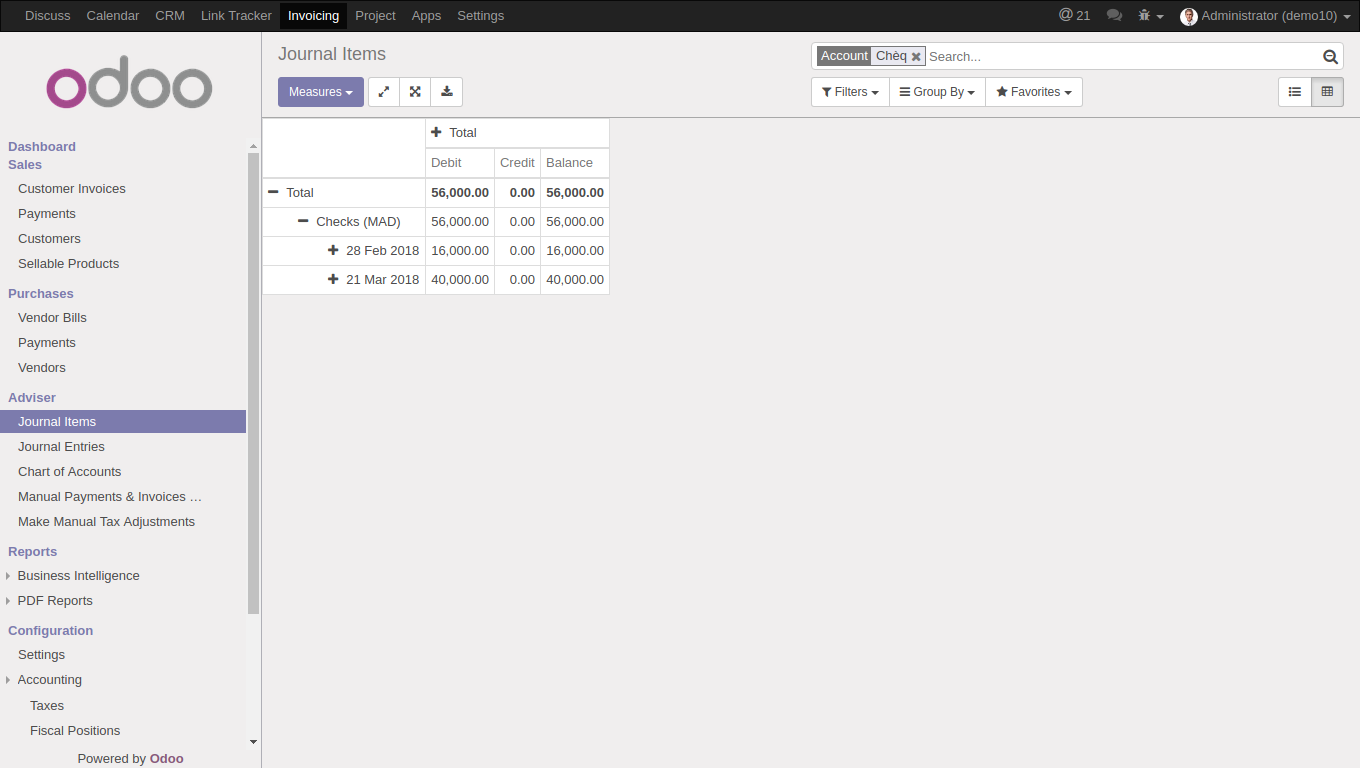 Discuss Calendar CRM Link Tracker Invoicing Project Apps Settings @ 21 Administrator (demo10)
odoo
Dashboard
Sales
Customer Invoices
Payments
Customers
Sellable Products
Purchases
Vendor Bills
Payments
Vendors
Adviser
Journal Items
Journal Entries
Chart of Accounts
Manual Payments & Invoices …
Make Manual Tax Adjustments
Reports
Business Intelligence
PDF Reports
Configuration
Settings
Accounting
Taxes
Fiscal Positions
Powered by Odoo
Journal Items
Account Chèq Search...
Measures
Filters Group By Favorites
Total
Debit Credit Balance
Total 56,000.00 0.00 56,000.00
Checks (MAD) 56,000.00 0.00 56,000.00
28 Feb 2018 16,000.00 0.00 16,000.00
21 Mar 2018 40,000.00 0.00 40,000.00